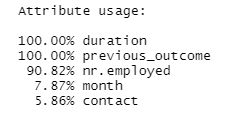 Attribute usage:
100.00% duration
100.00% previous_outcome
90.82% nr.employed
7.87% month
5.86% contact